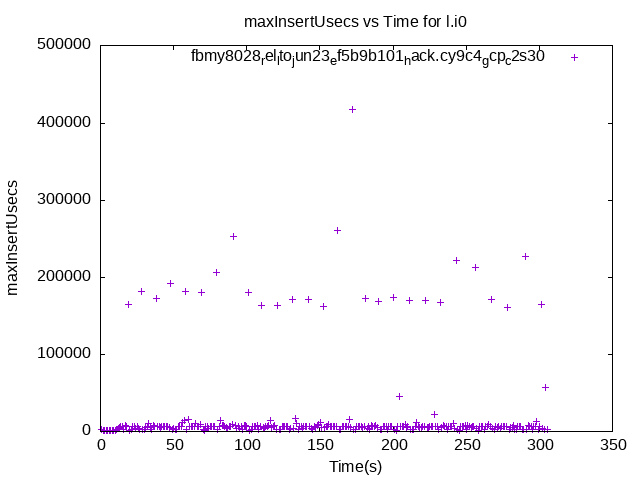 maxInsertUsecs vs Time for l.i0
fbmy8028relitojun23ef5b9b101hack.cy9c4gcpc2s30
500000
400000
300000
200000
100000
0
maxInsertUsecs
0 50 100 150 200 250 300 350
Time(s)